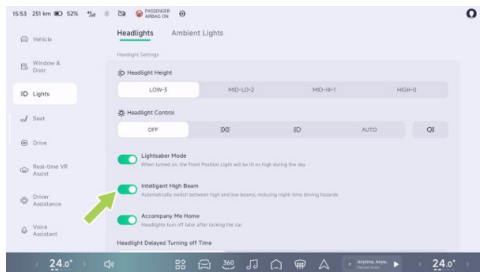 15:53 251 km 52%
PASSENGER
AIRBAG ON
Vehicle
Window &
Door
Lights
Seat
Drive
Real-time VR
Assist
Driver
Assistance
Voice
Assistant
Headlights Ambient Lights
Headlight Settings
Headlight Height
LOW-3 MID-LO-2 MID-HI-1 HIGH-0
Headlight Control
OFF AUTO
Lightsaber Mode
When turned on, the Front Position Light will be lit on high during the day
Intelligent High Beam
Automatically switch between high and low beams, reducing night-time driving hazards
Accompany Me Home
Headlights turn off later after locking the car
Headlight Delayed Turning off Time
24.0° 360 24.0°